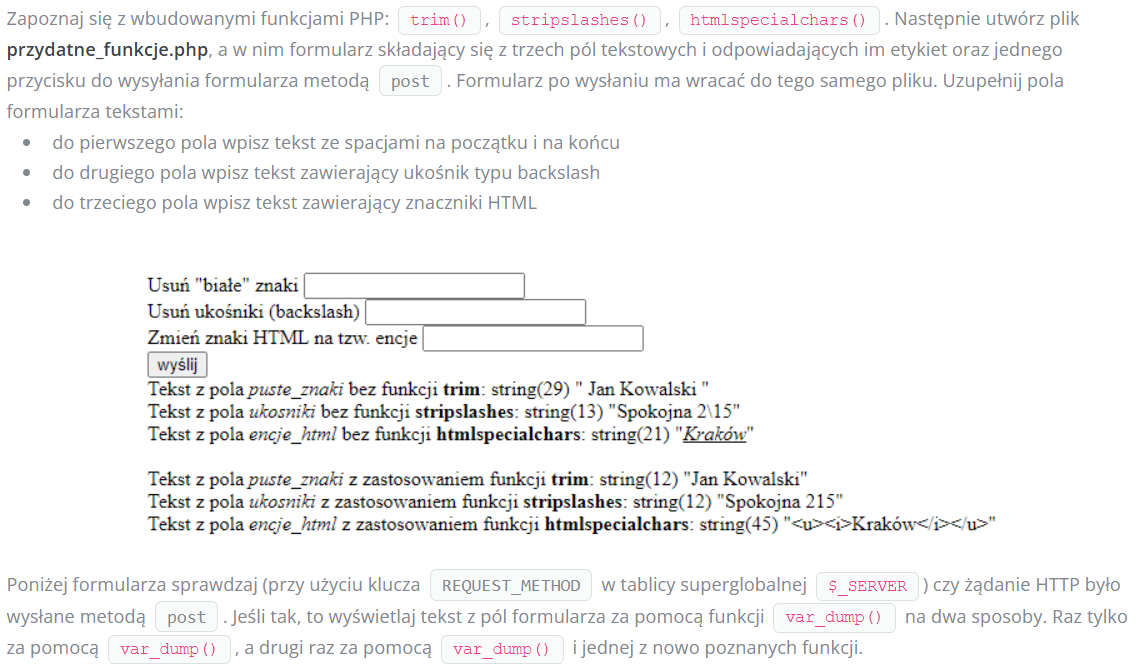 Zapoznaj się z wbudowanymi funkcjami PHP: trim() , stripslashes() , htmlspecialchars() . Następnie utwórz plik
przydatne_funkcje.php, a w nim formularz składający się z trzech pól tekstowych i odpowiadających im etykiet oraz jednego
przycisku do wysyłania formularza metodą post . Formularz po wysłaniu ma wracać do tego samego pliku. Uzupełnij pola
formularza tekstami:
• do pierwszego pola wpisz tekst ze spacjami na początku i na końcu
• do drugiego pola wpisz tekst zawierający ukośnik typu backslash
• do trzeciego pola wpisz tekst zawierający znaczniki HTML
Usuń "białe" znaki
Usuń ukośniki (backslash)
Zmień znaki HTML na tzw. encje
wyślij
Tekst z pola puste_znaki bez funkcji trim: string(29) " Jan Kowalski "
Tekst z pola ukosniki bez funkcji stripslashes: string(13) "Spokojna 2\15"
Tekst z pola encje_html bez funkcji htmlspecialchars: string(21) "Kraków"
Tekst z pola puste_znaki z zastosowaniem funkcji trim: string(12) "Jan Kowalski"
Tekst z pola ukosniki z zastosowaniem funkcji stripslashes: string(12) "Spokojna 215"
Tekst z pola encje_html z zastosowaniem funkcji htmlspecialchars: string(45) "<u><i>Kraków</i></u>"
Poniżej formularza sprawdzaj (przy użyciu klucza REQUEST_METHOD w tablicy superglobalnej $_SERVER ) czy żądanie HTTP było
wysłane metodą post . Jeśli tak, to wyświetlaj tekst z pól formularza za pomocą funkcji var_dump() na dwa sposoby. Raz tylko
za pomocą var_dump() , a drugi raz za pomocą var_dump() i jednej z nowo poznanych funkcji.